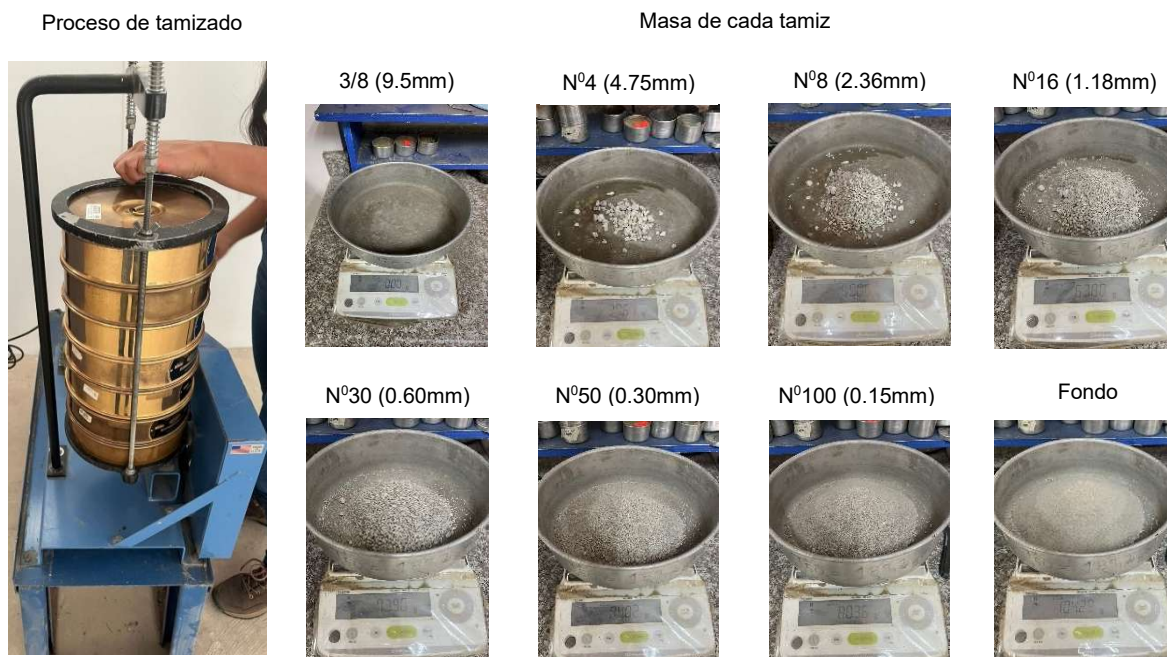 Proceso de tamizado
Masa de cada tamiz
3/8 (9.5mm)
N⁰4 (4.75mm)
N⁰8 (2.36mm)
N⁰16 (1.18mm)
N⁰30 (0.60mm)
N⁰50 (0.30mm)
N⁰100 (0.15mm)
Fondo